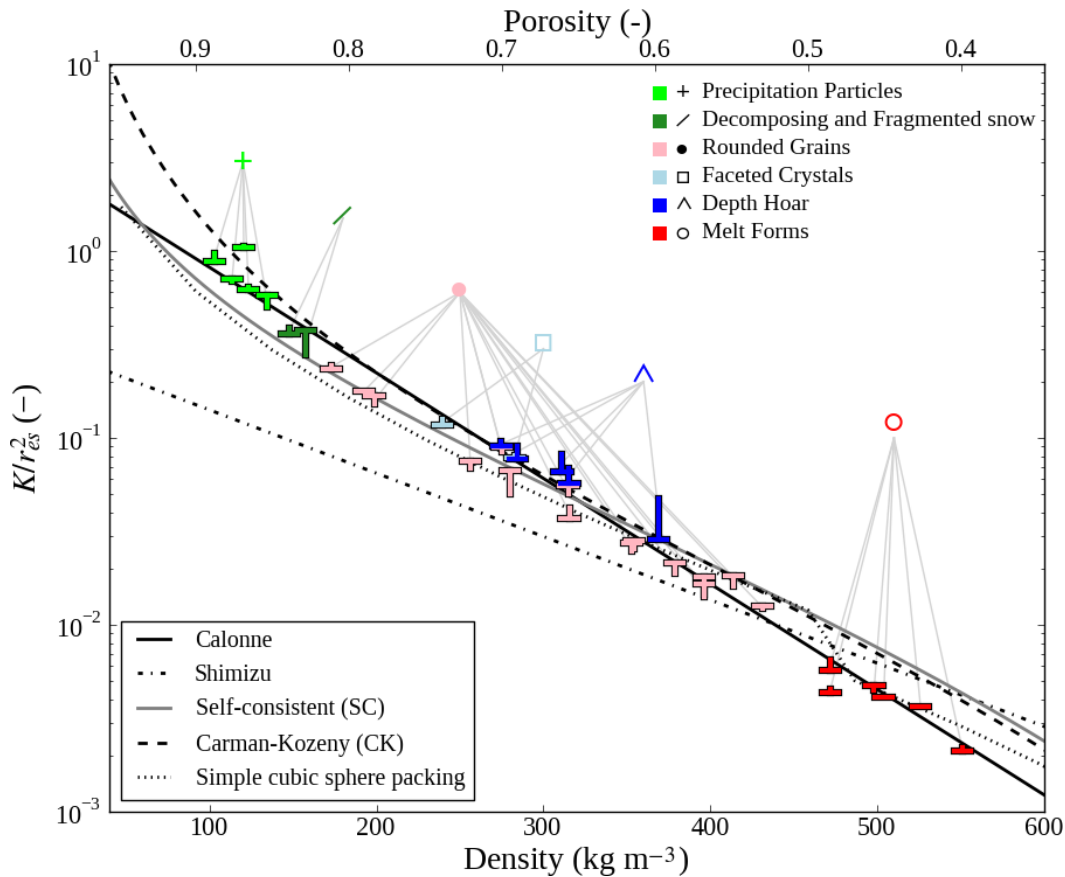 Porosity (-)
0.9 0.8 0.7 0.6 0.5 0.4
10¹
10⁰
10⁻¹
10⁻²
10⁻³
K/r²ₑₛ (−)
+ Precipitation Particles
Decomposing and Fragmented snow
Rounded Grains
Faceted Crystals
Depth Hoar
Melt Forms
Calonne
Shimizu
Self-consistent (SC)
Carman-Kozeny (CK)
Simple cubic sphere packing
100 200 300 400 500 600
Density (kg m⁻³)